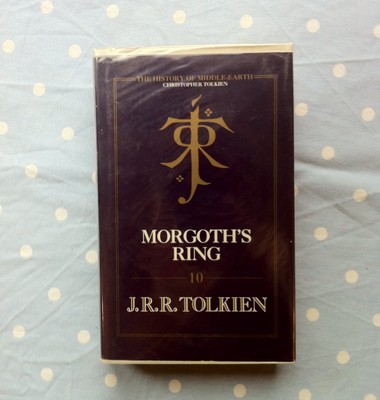 THE HISTORY OF MIDDLE-EARTH
CHRISTOPHER TOLKIEN
MORGOTH'S
RING
10
J.R.R. TOLKIEN